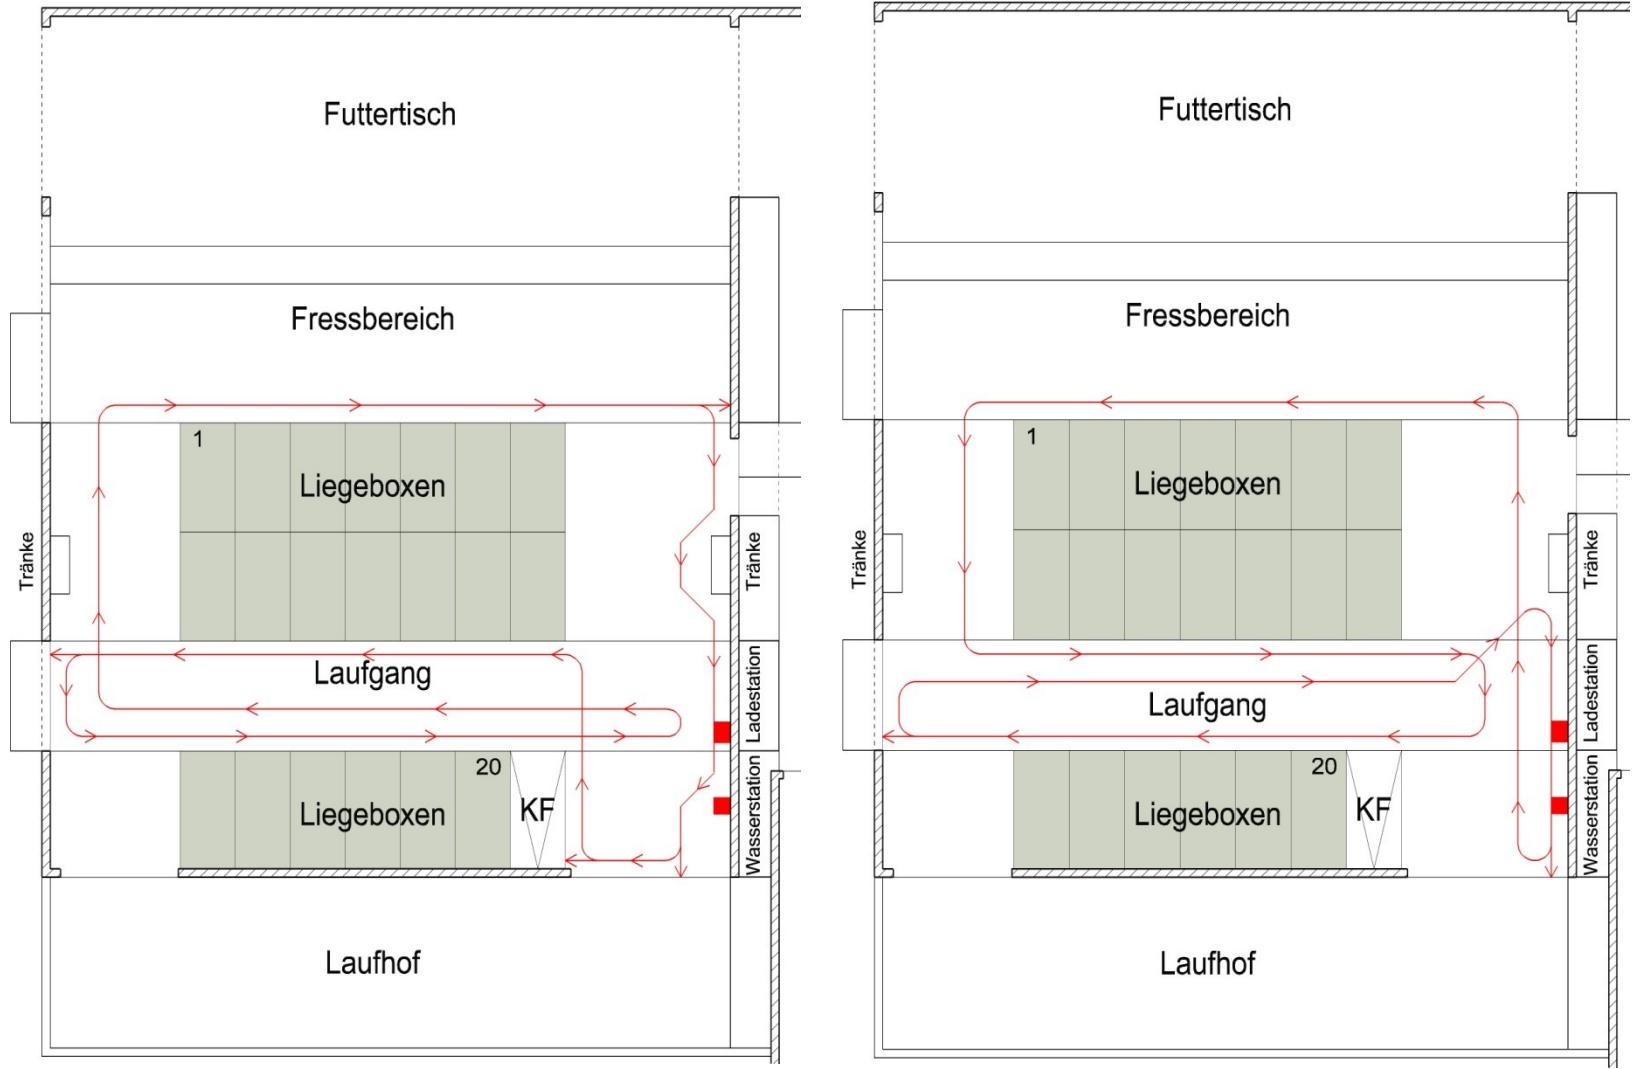 Futtertisch
Fressbereich
1
Liegeboxen
Tränke
Tränke
Laufgang
Ladestation
20
Liegeboxen
KF
Wasserstation
Laufhof
Futtertisch
Fressbereich
1
Liegeboxen
Tränke
Tränke
Laufgang
Ladestation
20
Liegeboxen
KF
Wasserstation
Laufhof